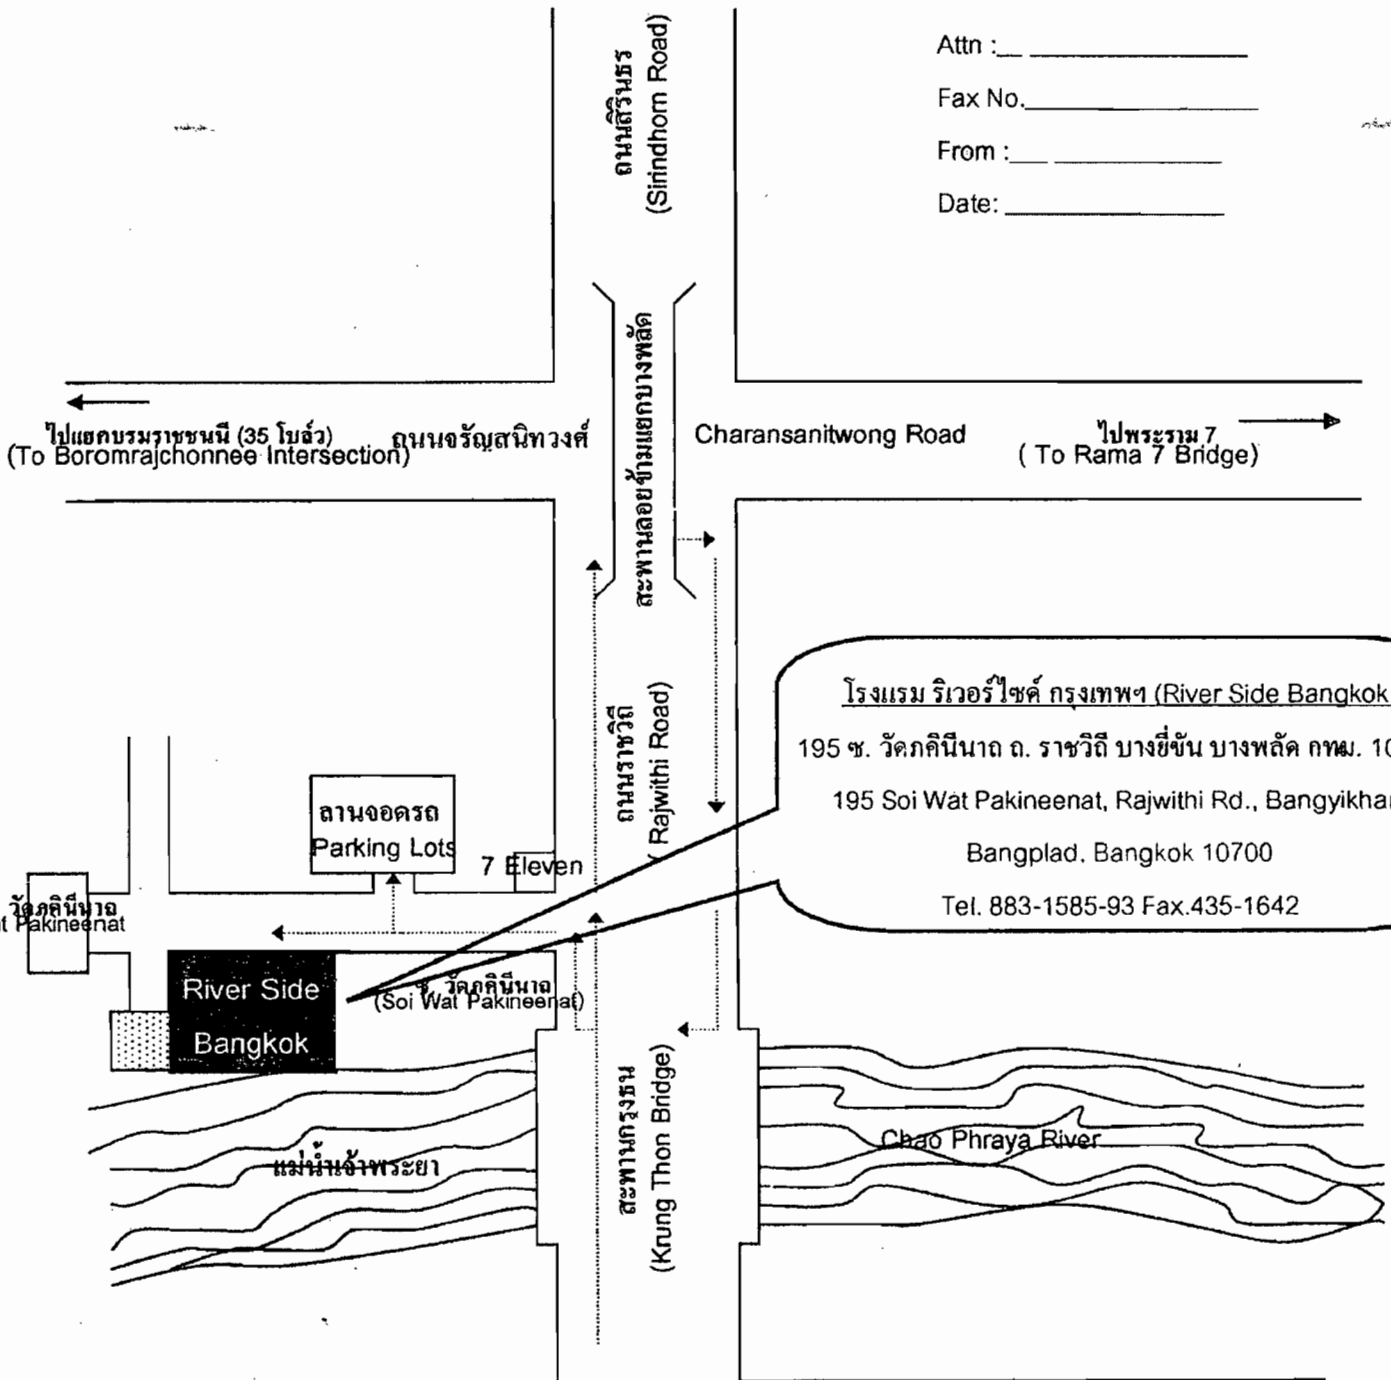 Attn :
Fax No.
From :
Date:
ถนนสิรินธร
(Sirindhorn Road)
สะพานลอยข้ามแยกบางพลัด
ไปแยกบรมราชชนนี (35 โบล์ว)
(To Boromrajchonnee Intersection)
ถนนจรัญสนิทวงศ์
Charansanitwong Road
ไปพระราม 7
( To Rama 7 Bridge)
ถนนราชวิถี
( Rajwithi Road)
โรงแรม ริเวอร์ไซด์ กรุงเทพฯ (River Side Bangkok
195 ซ. วัดภคินีนาถ ถ. ราชวิถี บางยี่ขัน บางพลัด กทม. 10
195 Soi Wat Pakineenat, Rajwithi Rd., Bangyikhan
Bangplad, Bangkok 10700
Tel. 883-1585-93 Fax.435-1642
ลานจอดรถ
Parking Lots
7 Eleven
วัดภคินีนาถ
Pakineenat
River Side
Bangkok
ซ. วัดภคินีนาถ
(Soi Wat Pakineenat)
สะพานกรุงธน
(Krung Thon Bridge)
แม่น้ำเจ้าพระยา
Chao Phraya River